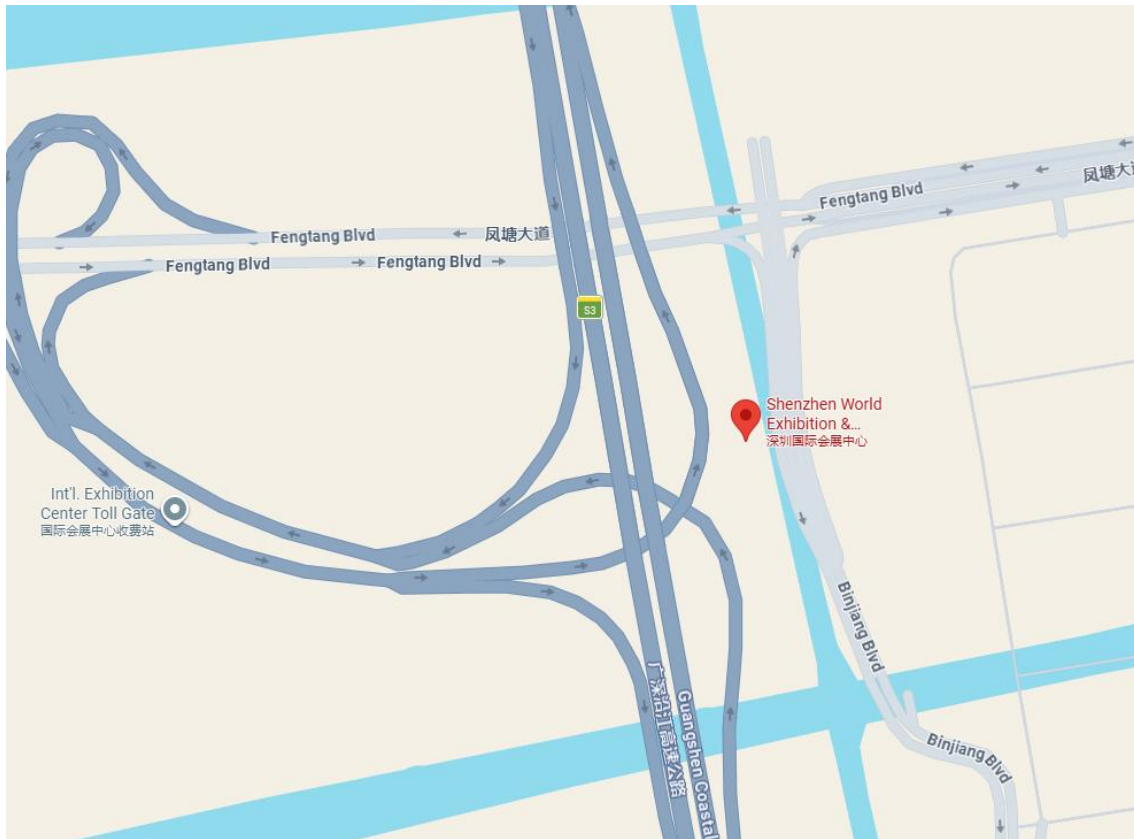 Fengtang Blvd
凤塘大道
Fengtang Blvd
凤塘大道
Fengtang Blvd
Fengtang Blvd
S3
Shenzhen World
Exhibition &...
深圳国际会展中心
Int'l. Exhibition
Center Toll Gate
国际会展中心收费站
Binjiang Blvd
广深沿江高速公路
Guangshen Coastal
Binjiang Blvd